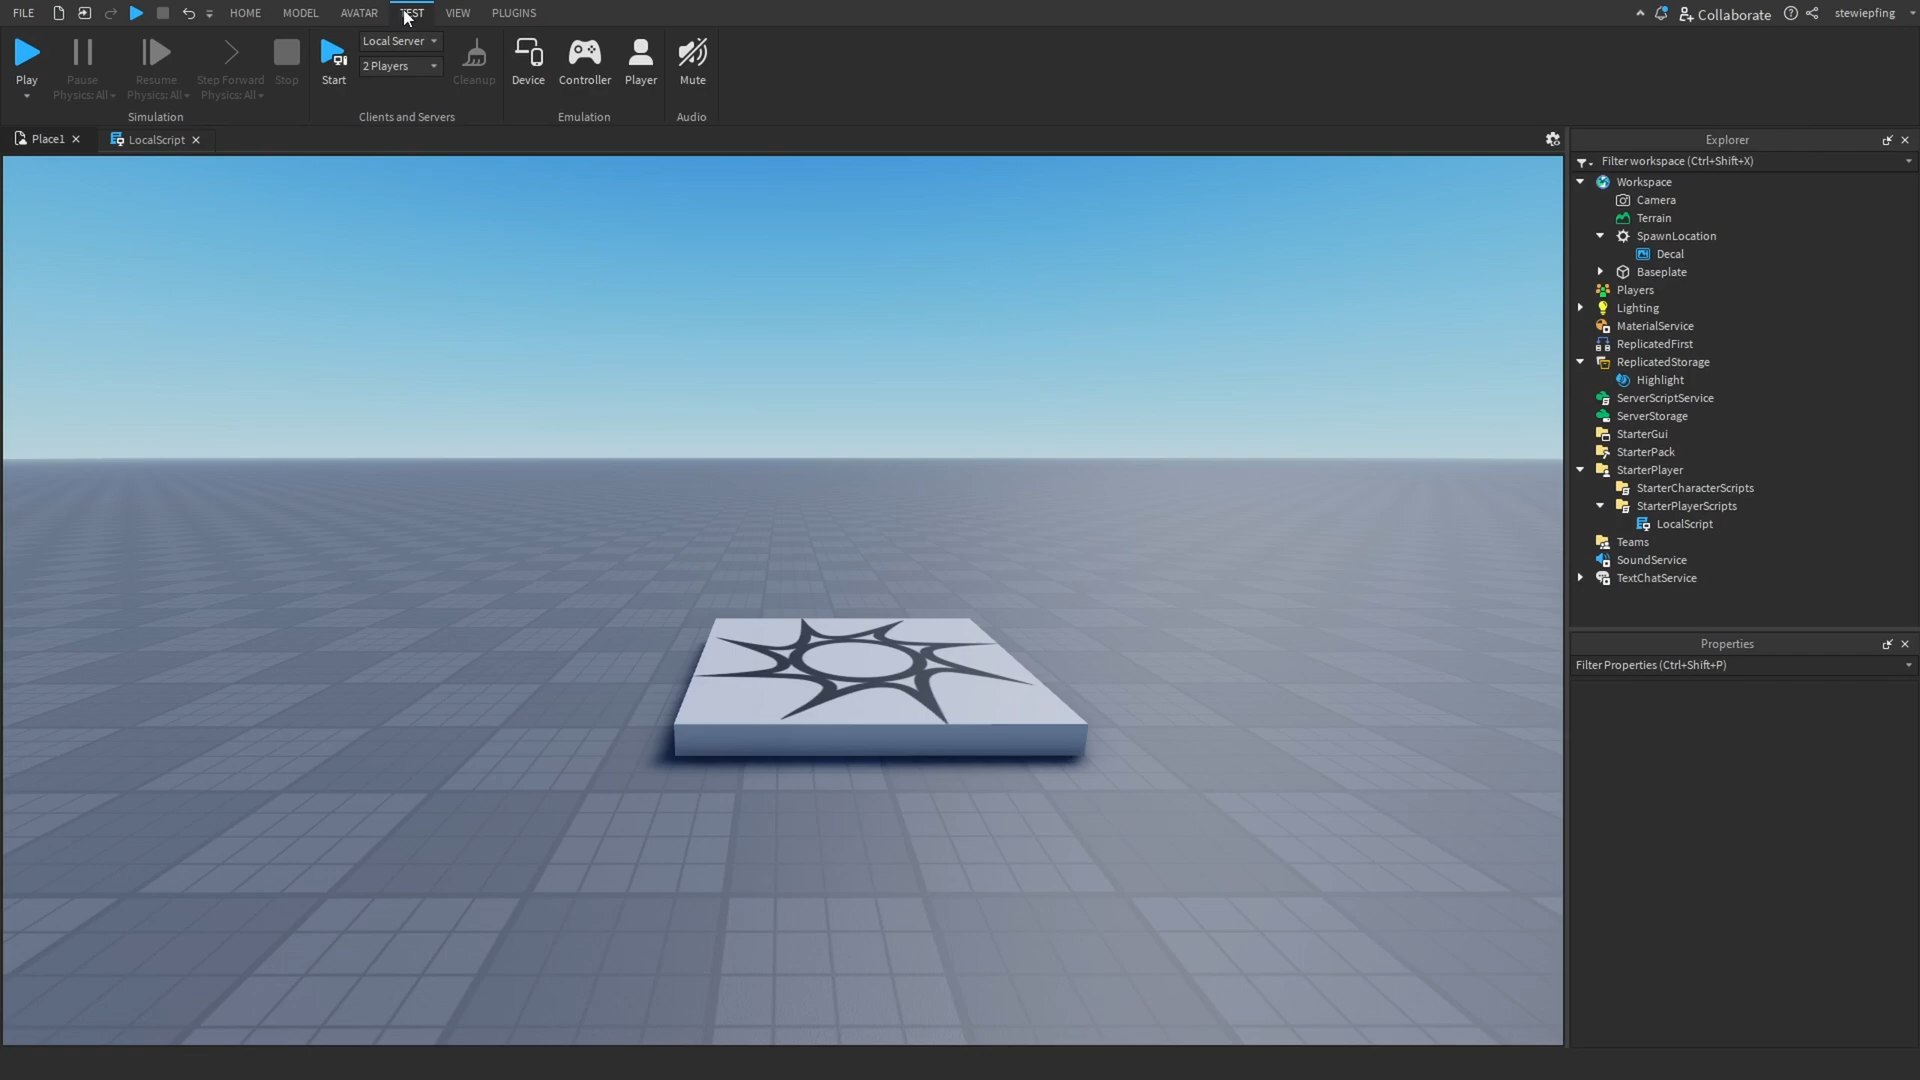 FILE HOME MODEL AVATAR TEST VIEW PLUGINS Collaborate stewiepfing
Play Pause Physics: All Resume Physics: All Step Forward Physics: All Stop
Simulation
Start Local Server 2 Players Cleanup
Clients and Servers
Device Controller Player
Emulation
Mute
Audio
Place1 LocalScript
Explorer
Filter workspace (Ctrl+Shift+X)
Workspace
Camera
Terrain
SpawnLocation
Decal
Baseplate
Players
Lighting
MaterialService
ReplicatedFirst
ReplicatedStorage
Highlight
ServerScriptService
ServerStorage
StarterGui
StarterPack
StarterPlayer
StarterCharacterScripts
StarterPlayerScripts
LocalScript
Teams
SoundService
TextChatService
Properties
Filter Properties (Ctrl+Shift+P)